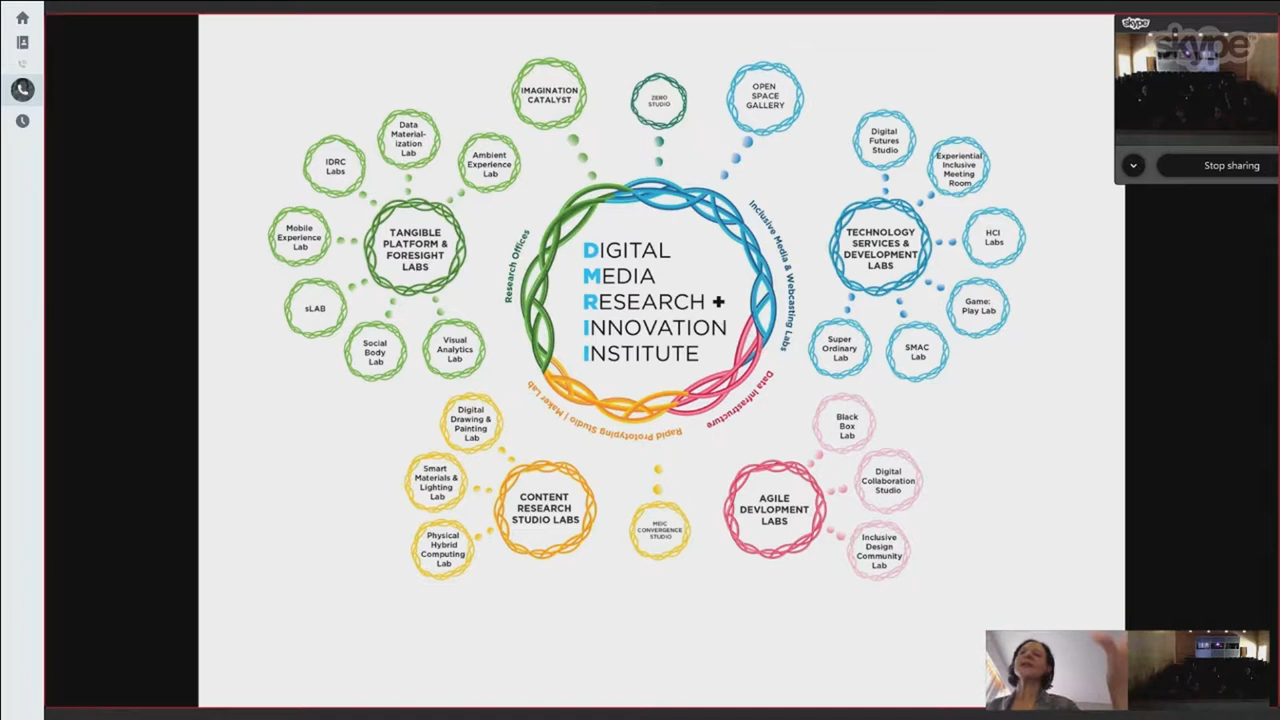 skype
skype
Stop sharing
IMAGINATION
CATALYST
ZERO
STUDIO
OPEN
SPACE
GALLERY
Data
Material-
ization
Lab
IDRC
Labs
Ambient
Experience
Lab
Mobile
Experience
Lab
TANGIBLE
PLATFORM &
FORESIGHT
LABS
sLAB
Social
Body
Lab
Visual
Analytics
Lab
Research Offices
DIGITAL
MEDIA
RESEARCH +
INNOVATION
INSTITUTE
Inclusive Media & Webcasting Labs
Data Infrastructure
Rapid Prototyping Studio | Maker Lab
Digital
Futures
Studio
Experiential
Inclusive
Meeting
Room
TECHNOLOGY
SERVICES &
DEVELOPMENT
LABS
HCI
Labs
Game:
Play Lab
Super
Ordinary
Lab
SMAC
Lab
Digital
Drawing &
Painting
Lab
Smart
Materials &
Lighting
Lab
CONTENT
RESEARCH
STUDIO LABS
Physical
Hybrid
Computing
Lab
MDC
CONVERGENCE
STUDIO
Black
Box
Lab
AGILE
DEVLOPMENT
LABS
Digital
Collaboration
Studio
Inclusive
Design
Community
Lab